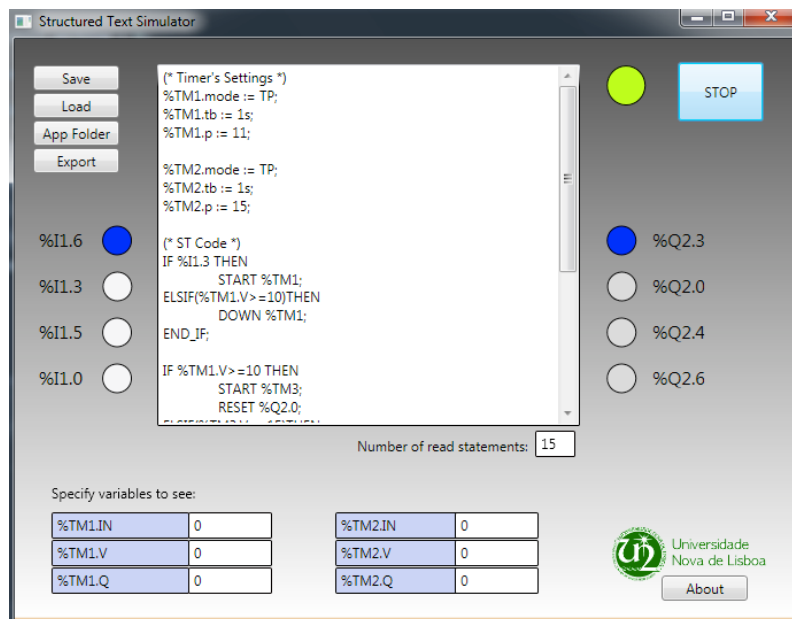 Structured Text Simulator
Save
Load
App Folder
Export
(* Timer's Settings *)
%TM1.mode := TP;
%TM1.tb := 1s;
%TM1.p := 11;
%TM2.mode := TP;
%TM2.tb := 1s;
%TM2.p := 15;
(* ST Code *)
IF %I1.3 THEN
START %TM1;
ELSIF(%TM1.V>=10)THEN
DOWN %TM1;
END_IF;
IF %TM1.V>=10 THEN
START %TM3;
RESET %Q2.0;
STOP
%I1.6
%I1.3
%I1.5
%I1.0
%Q2.3
%Q2.0
%Q2.4
%Q2.6
Number of read statements: 15
Specify variables to see:
%TM1.IN 0 %TM2.IN 0
%TM1.V 0 %TM2.V 0
%TM1.Q 0 %TM2.Q 0
Universidade
Nova de Lisboa
About